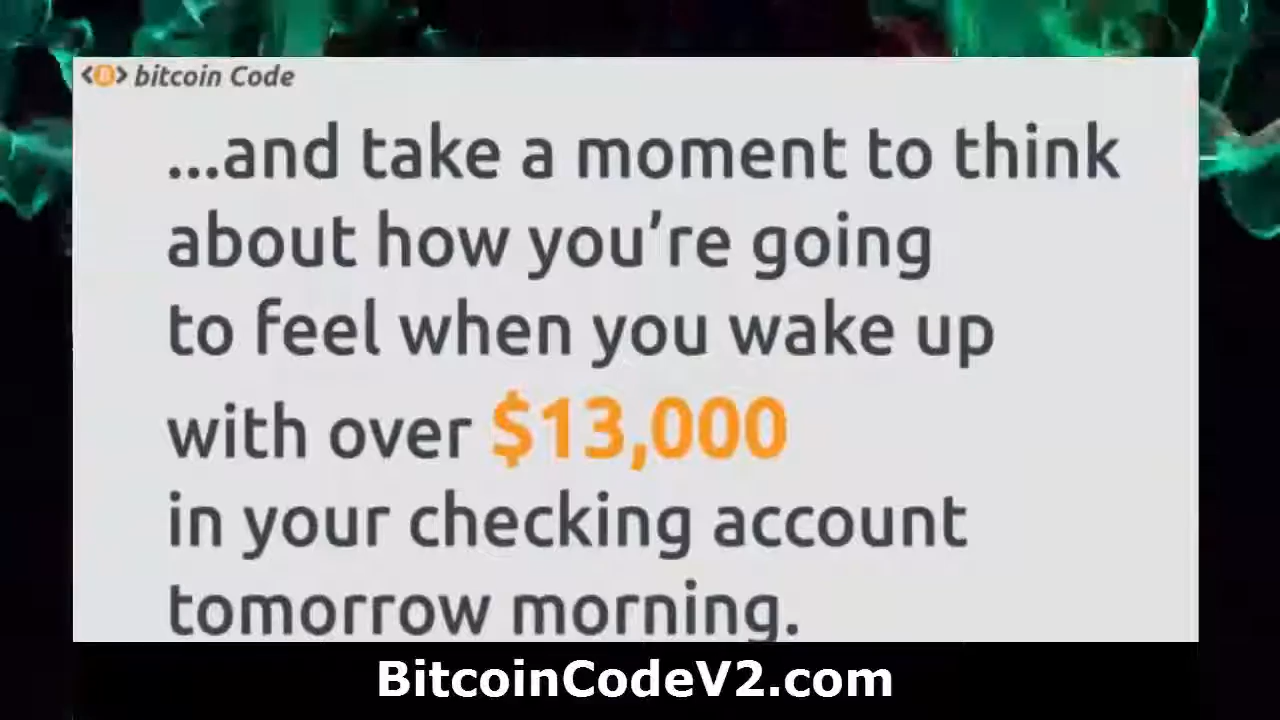 <B> bitcoin Code
...and take a moment to think
about how you’re going
to feel when you wake up
with over $13,000
in your checking account
tomorrow morning.
BitcoinCodeV2.com